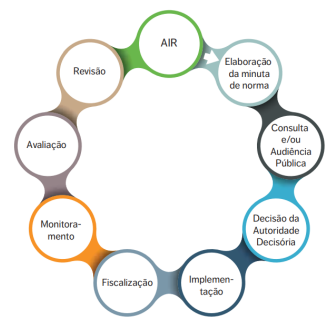 AIR
Elaboração
da minuta
de norma
Consulta
e/ou
Audiência
Pública
Decisão da
Autoridade
Decisória
Implemen-
tação
Fiscalização
Monitora-
mento
Avaliação
Revisão